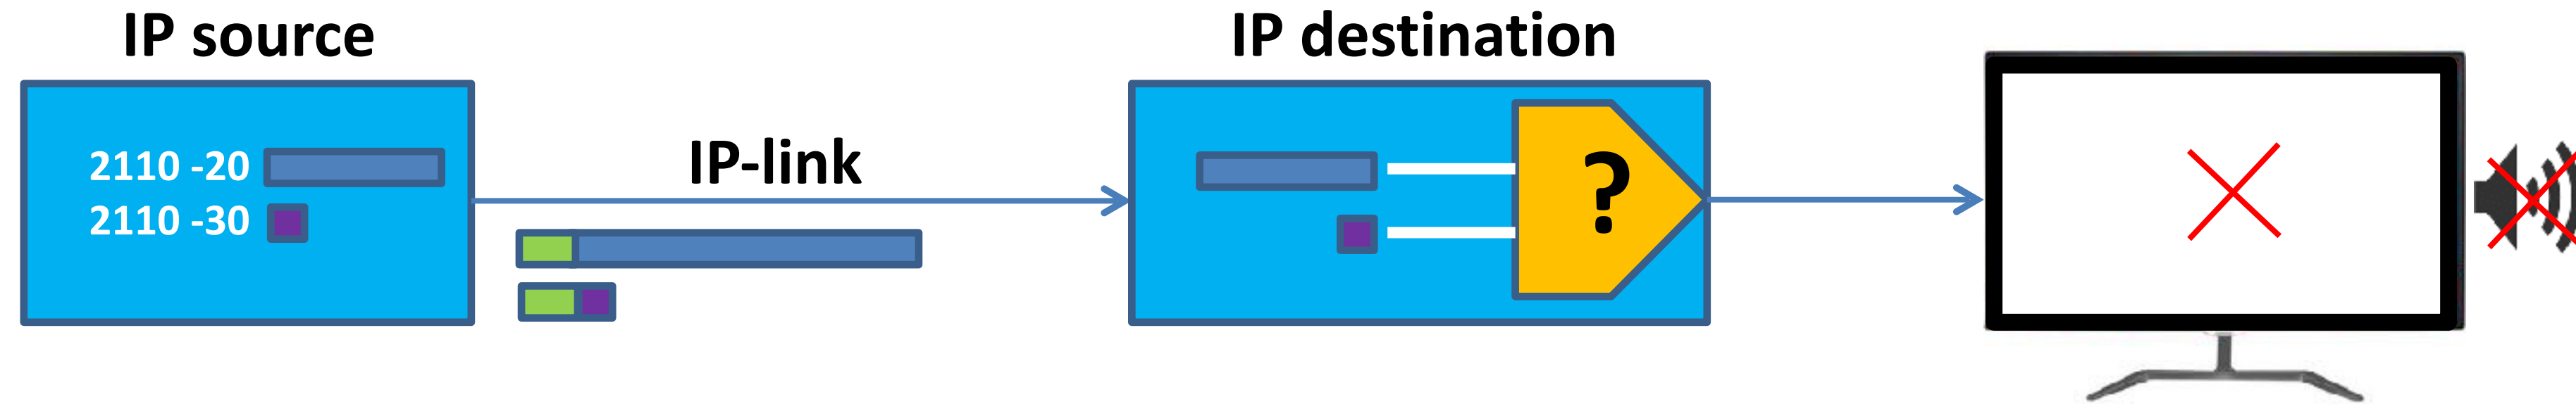 IP source
2110 -20
2110 -30
IP-link
IP destination
?